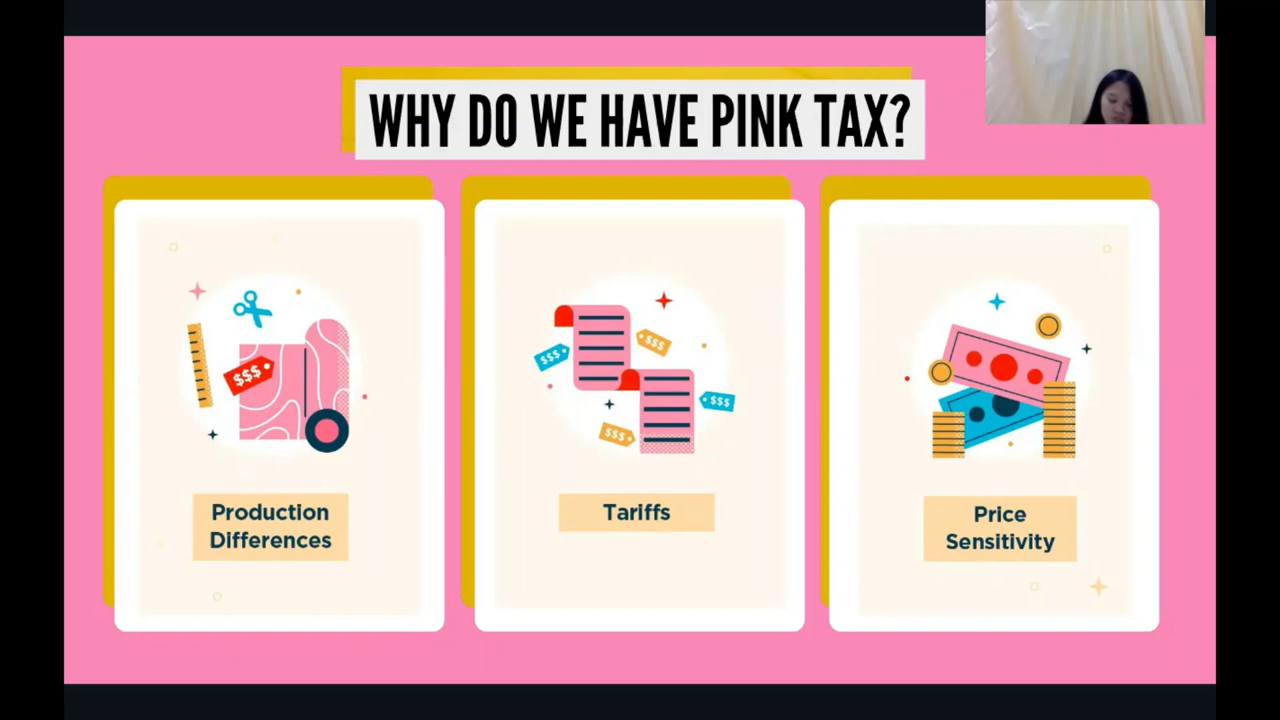 WHY DO WE HAVE PINK TAX?
$$$
Production
Differences
$$$
$$$
$$$
$$$
Tariffs
Price
Sensitivity